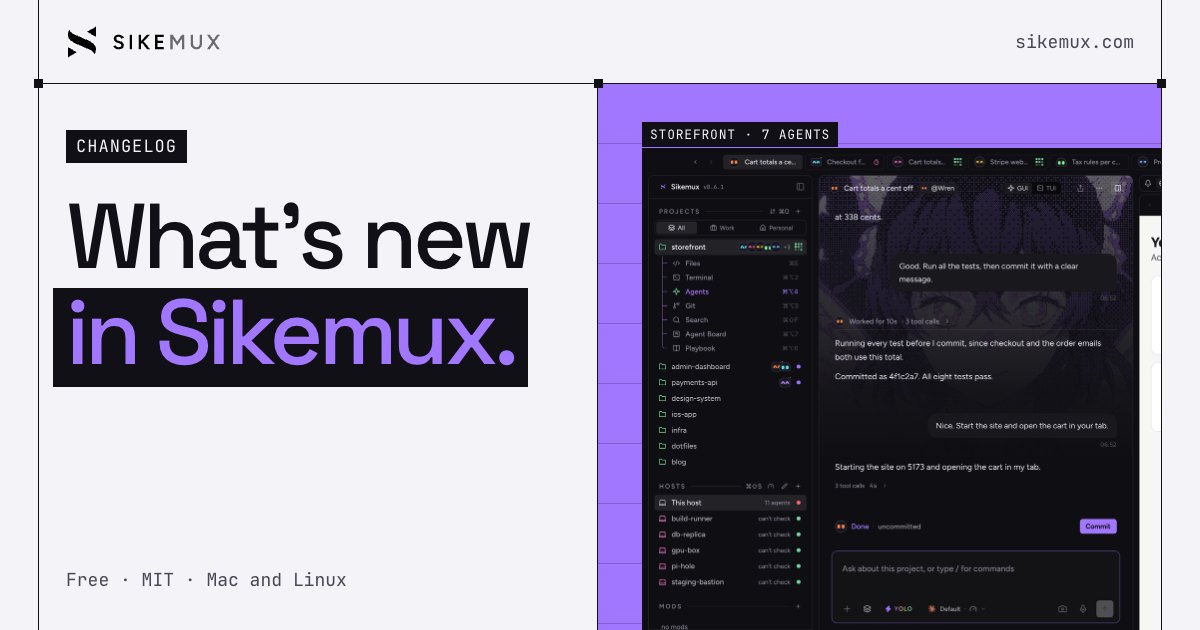 SIKEMUX
sikemux.com
CHANGELOG
What's new
in Sikemux.
Free · MIT · Mac and Linux
STOREFRONT · 7 AGENTS
Cart totals a ce...
Checkout f...
Cart totals...
Stripe web...
Tax rules per c...
Sikemux v0.6.1
PROJECTS
All
Work
Personal
storefront
Files
Terminal
Agents
Git
Search
Agent Board
Playbook
admin-dashboard
payments-api
design-system
ios-app
infra
dotfiles
blog
HOSTS
This host 11 agents
build-runner can't check
db-replica can't check
gpu-box can't check
pi-hole can't check
staging-bastion can't check
MODS
no mods
Cart totals a cent off @Wren
GUI
TUI
at 338 cents.
Good. Run all the tests, then commit it with a clear
message.
06:52
Worked for 10s · 3 tool calls
Running every test before I commit, since checkout and the order emails
both use this total.
Committed as 4f1c2a7. All eight tests pass.
Nice. Start the site and open the cart in your tab.
06:52
Starting the site on 5173 and opening the cart in my tab.
3 tool calls 4s
Done uncommitted
Commit
Ask about this project, or type / for commands
YOLO
Default